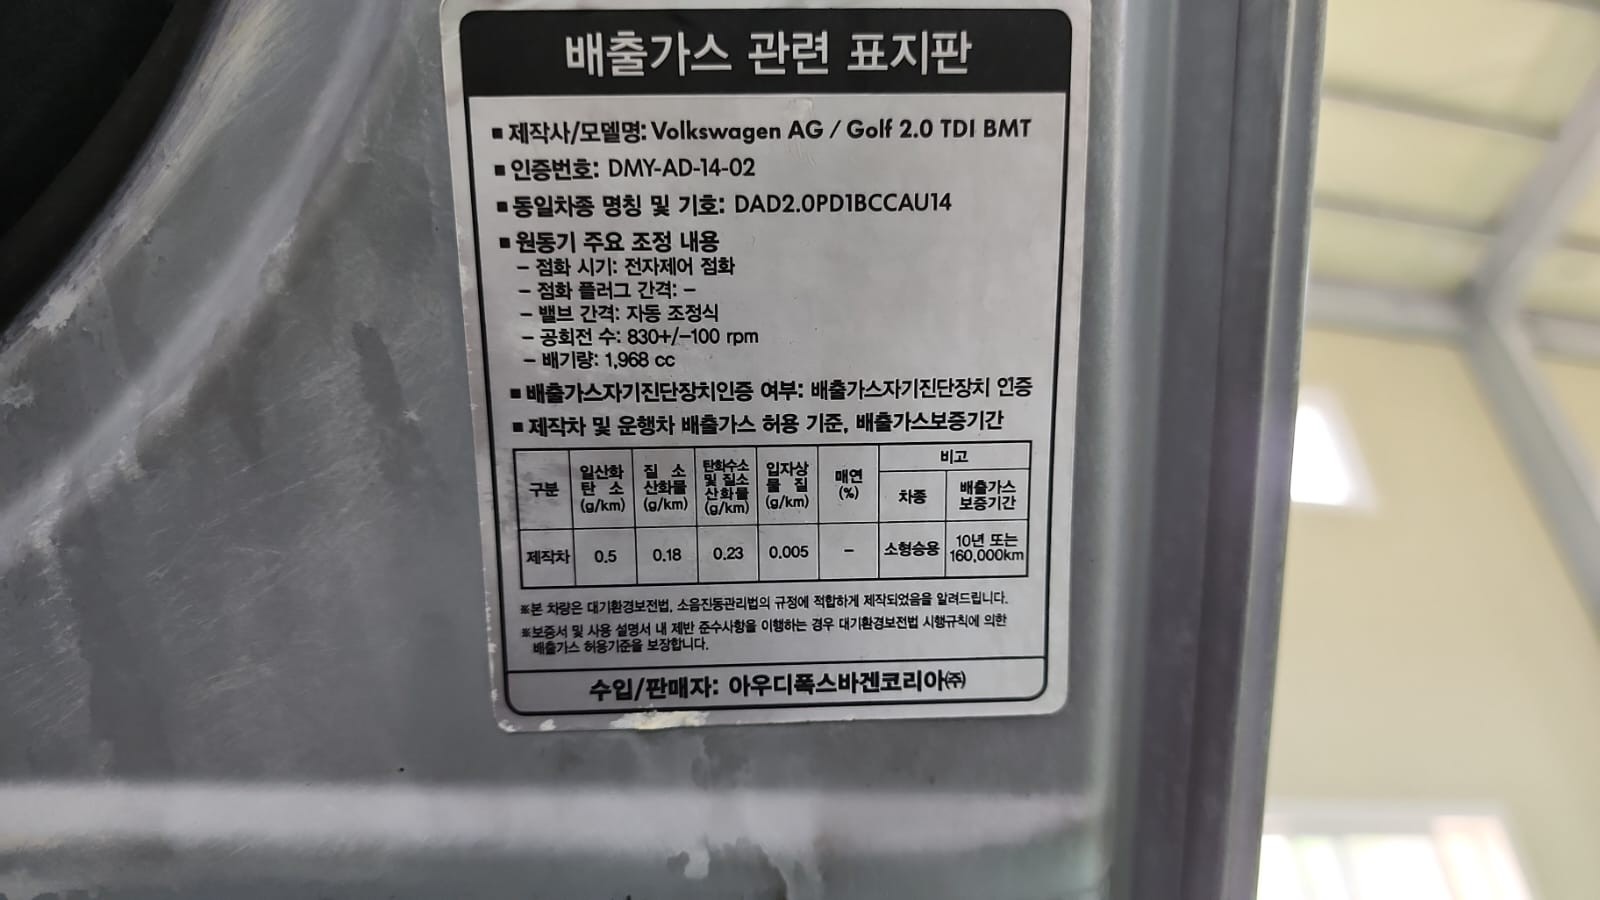 배출가스 관련 표지판
■ 제작사/모델명: Volkswagen AG / Golf 2.0 TDI BMT
■ 인증번호: DMY-AD-14-02
■ 동일차종 명칭 및 기호: DAD2.0PD1BCCAU14
■ 원동기 주요 조정 내용
– 점화 시기: 전자제어 점화
– 점화 플러그 간격: –
– 밸브 간격: 자동 조정식
– 공회전 수: 830+/–100 rpm
– 배기량: 1,968 cc
■ 배출가스자기진단장치인증 여부: 배출가스자기진단장치 인증
■ 제작차 및 운행차 배출가스 허용 기준, 배출가스보증기간
구분 일산화탄소 (g/km) 질소산화물 (g/km) 탄화수소 및 질소산화물 (g/km) 입자상물질 (g/km) 매연 (%) 비고
차종 배출가스 보증기간
제작차 0.5 0.18 0.23 0.005 – 소형승용 10년 또는 160,000km
※본 차량은 대기환경보전법, 소음진동관리법의 규정에 적합하게 제작되었음을 알려드립니다.
※보증서 및 사용 설명서 내 제반 준수사항을 이행하는 경우 대기환경보전법 시행규칙에 의한
배출가스 허용기준을 보장합니다.
수입/판매자: 아우디폭스바겐코리아㈜